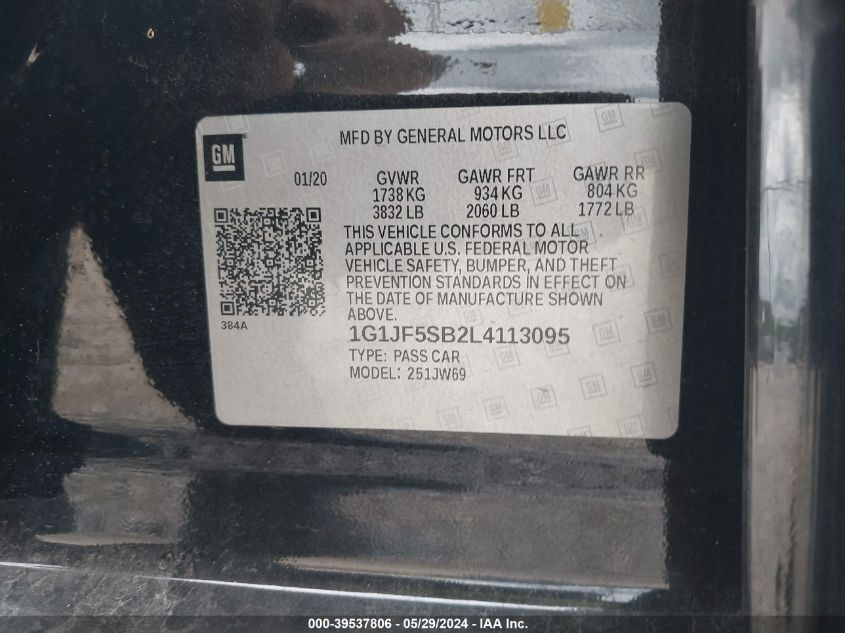 GM
MFD BY GENERAL MOTORS LLC
01/20 GVWR GAWR FRT GAWR RR
1738 KG 934 KG 804 KG
3832 LB 2060 LB 1772 LB
THIS VEHICLE CONFORMS TO ALL
APPLICABLE U.S. FEDERAL MOTOR
VEHICLE SAFETY, BUMPER, AND THEFT
PREVENTION STANDARDS IN EFFECT ON
THE DATE OF MANUFACTURE SHOWN
ABOVE.
384A
1G1JF5SB2L4113095
TYPE: PASS CAR
MODEL: 251JW69
000-39537806 - 05/29/2024 - IAA Inc.